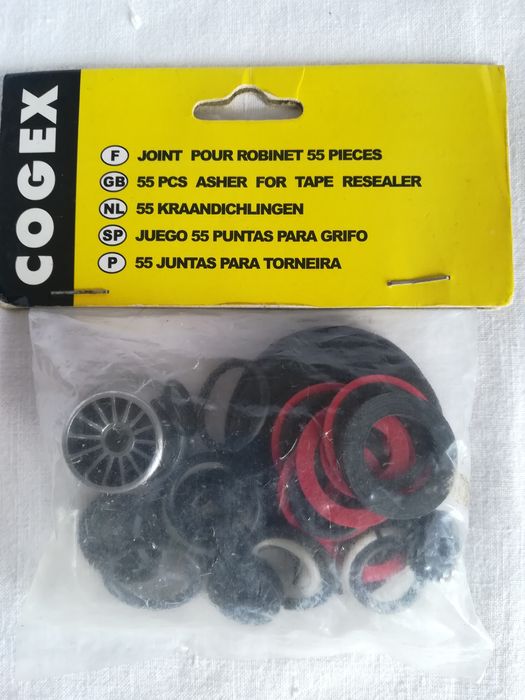 COGEX
F JOINT POUR ROBINET 55 PIECES
GB 55 PCS ASHER FOR TAPE RESEALER
NL 55 KRAANDICHLINGEN
SP JUEGO 55 PUNTAS PARA GRIFO
P 55 JUNTAS PARA TORNEIRA